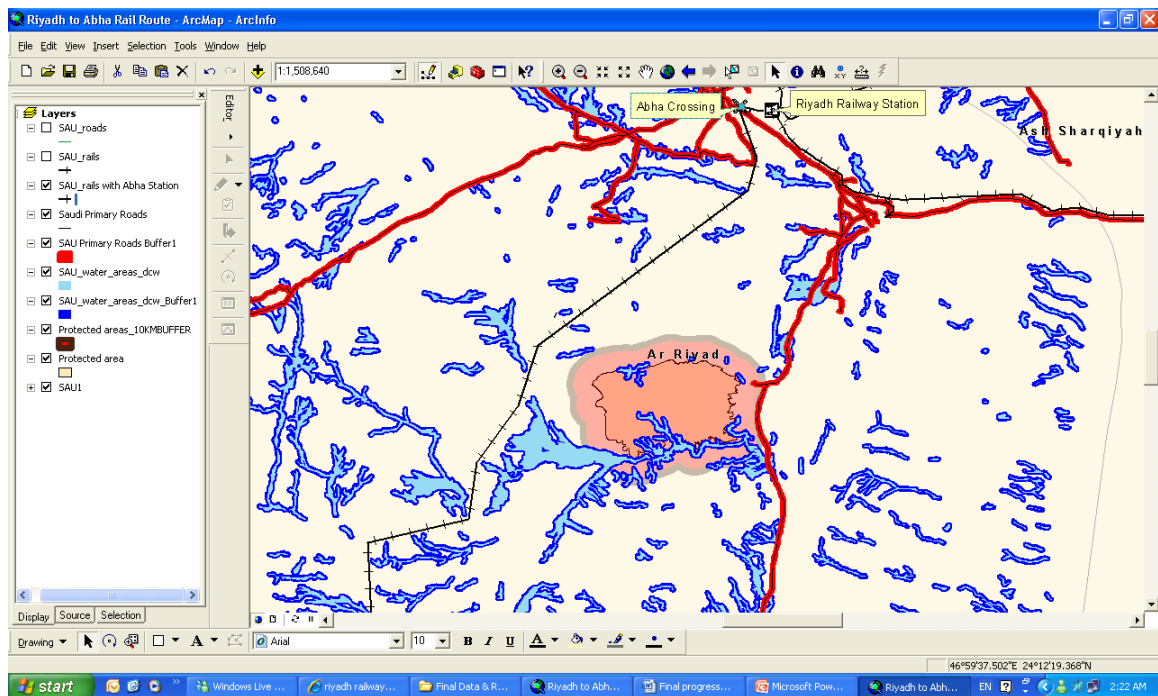 Riyadh to Abha Rail Route - ArcMap - ArcInfo
File Edit View Insert Selection Tools Window Help
1:1,508,640
Layers
SAU_roads
SAU_rails
SAU_rails with Abha Station
Saudi Primary Roads
SAU Primary Roads Buffer1
SAU_water_areas_dcw
SAU_water_areas_dcw_Buffer1
Protected areas_10KMBUFFER
Protected area
SAU1
Display Source Selection
Editor
Abha Crossing
Riyadh Railway Station
Ash Sharqiyah
Ar Riyad
Drawing A Arial 10 B I U A
46°59'37.502"E 24°12'19.368"N
start Windows Live ... riyadh railway... Final Data & R... Riyadh to Abh... Final progress... Microsoft Pow... Riyadh to Abh... EN 2:22 AM